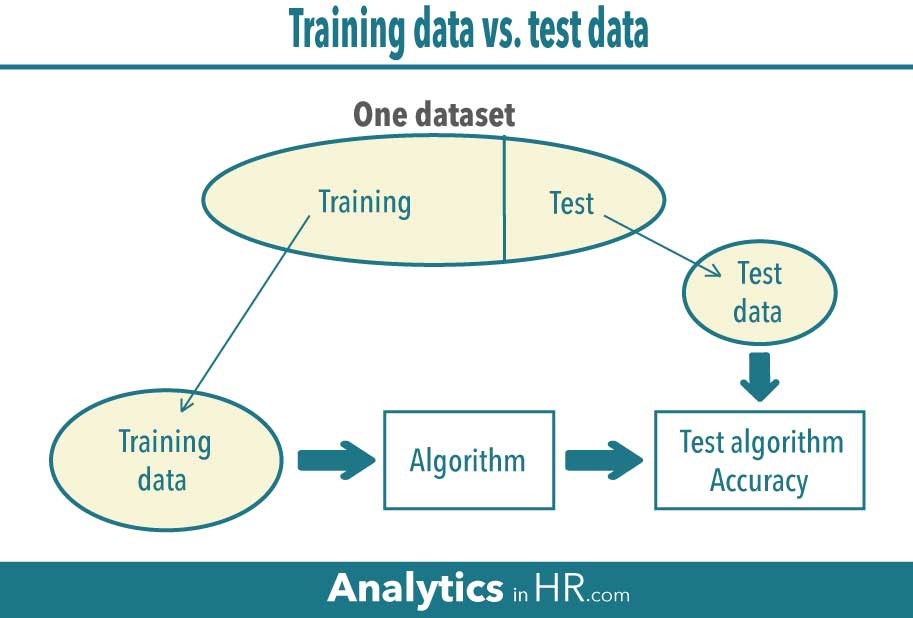 Training data vs. test data
One dataset
Training
Test
Test
data
Training
data
Algorithm
Test algorithm
Accuracy
Analytics in HR.com